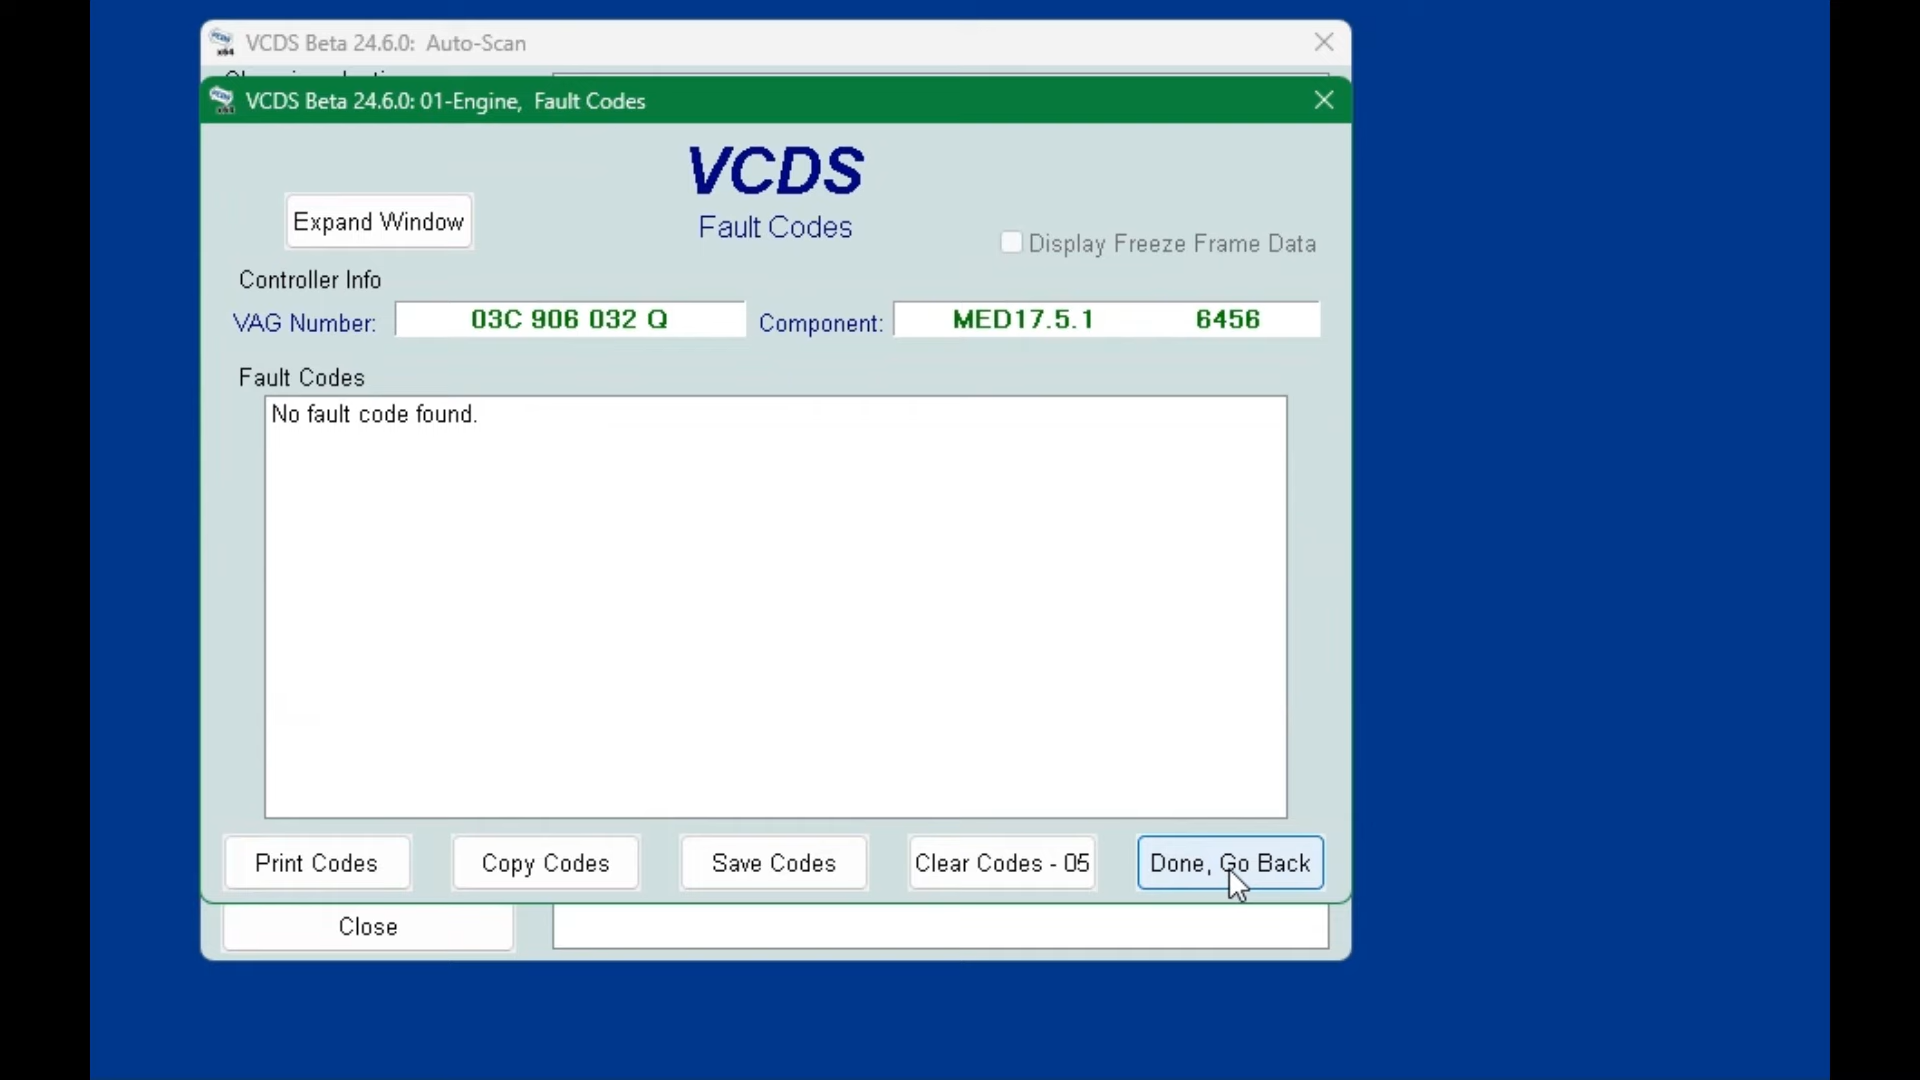 VCDS Beta 24.6.0: Auto-Scan
VCDS Beta 24.6.0: 01-Engine, Fault Codes
VCDS
Expand Window
Fault Codes
Display Freeze Frame Data
Controller Info
VAG Number: 03C 906 032 Q Component: MED17.5.1 6456
Fault Codes
No fault code found.
Print Codes Copy Codes Save Codes Clear Codes - 05 Done, Go Back
Close